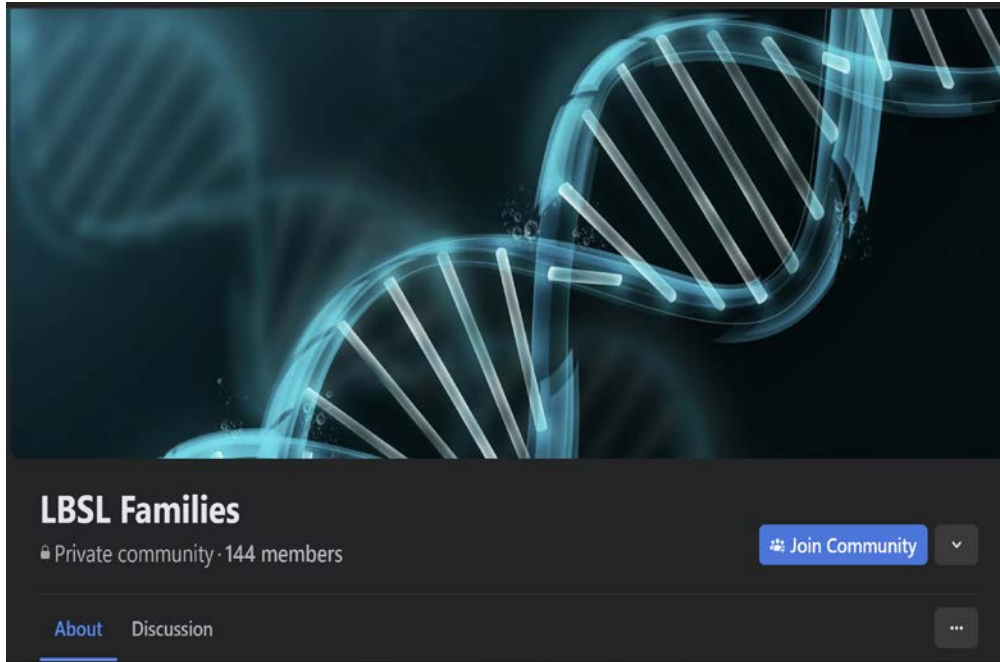 LBSL Families
Private community · 144 members
Join Community
About Discussion